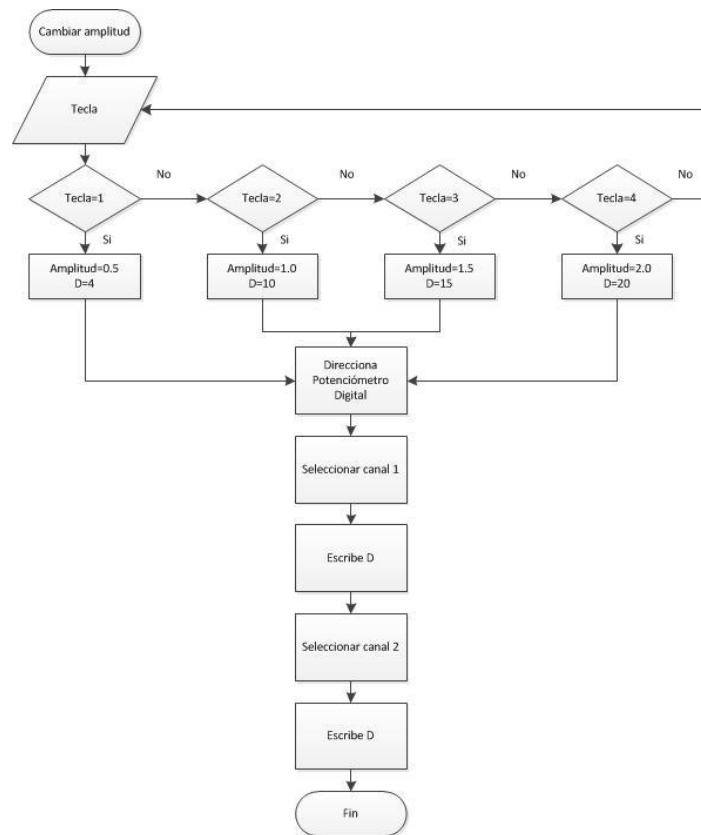 Cambiar amplitud
Tecla
Tecla=1
No
Tecla=2
No
Tecla=3
No
Tecla=4
No
Si
Si
Si
Si
Amplitud=0.5
D=4
Amplitud=1.0
D=10
Amplitud=1.5
D=15
Amplitud=2.0
D=20
Direcciona
Potenciómetro
Digital
Seleccionar canal 1
Escribe D
Seleccionar canal 2
Escribe D
Fin